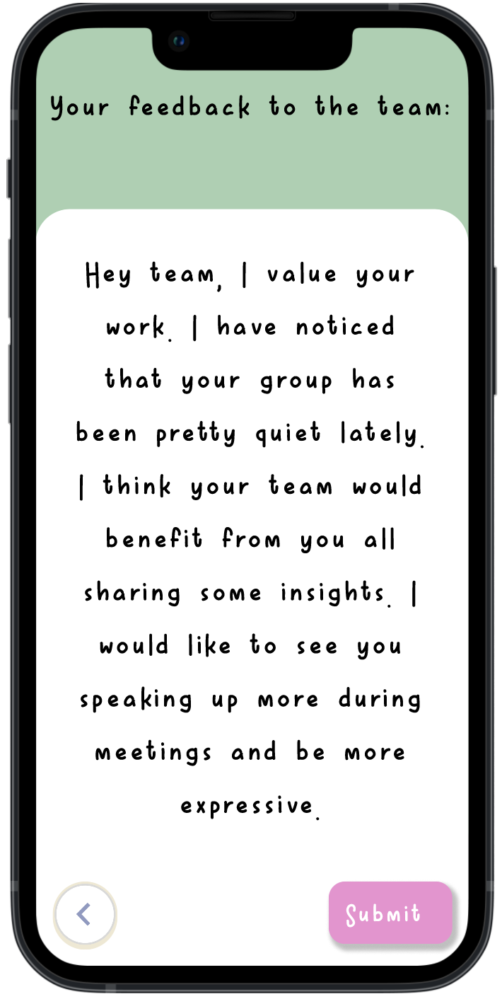 Your feedback to the team:
Hey team, I value your
work. I have noticed
that your group has
been pretty quiet lately.
I think your team would
benefit from you all
sharing some insights. I
would like to see you
speaking up more during
meetings and be more
expressive.
Submit